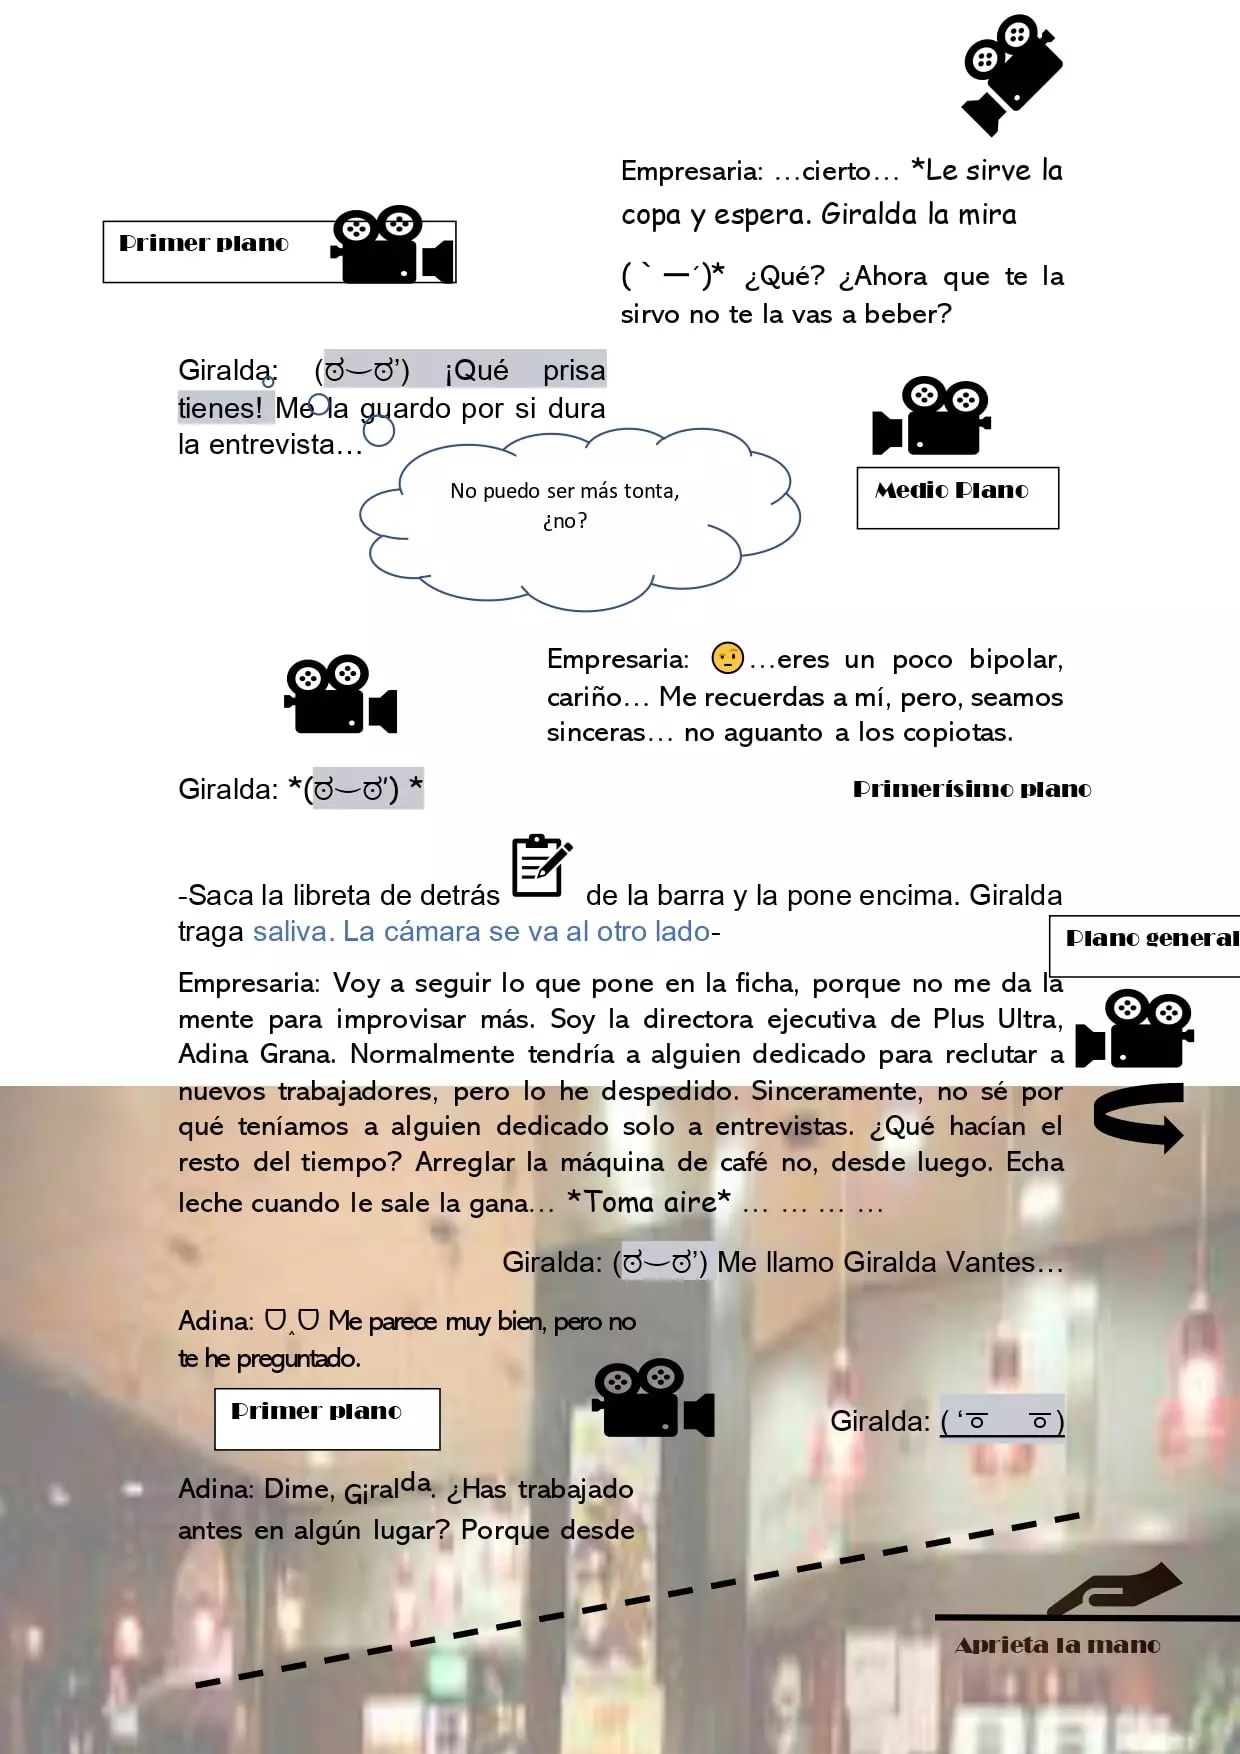 Empresaria: …cierto… *Le sirve la
copa y espera. Giralda la mira
Primer plano
(｀ー´)* ¿Qué? ¿Ahora que te la
sirvo no te la vas a beber?
Giralda: (ಠ‿ಠ’) ¡Qué prisa
tienes! Me la guardo por si dura
la entrevista…
No puedo ser más tonta,
¿no?
Medio Plano
Empresaria: 🤨…eres un poco bipolar,
cariño… Me recuerdas a mí, pero, seamos
sinceras… no aguanto a los copiotas.
Giralda: *(ಠ‿ಠ’) *
Primerísimo plano
-Saca la libreta de detrás de la barra y la pone encima. Giralda
traga saliva. La cámara se va al otro lado-
Plano general
Empresaria: Voy a seguir lo que pone en la ficha, porque no me da la
mente para improvisar más. Soy la directora ejecutiva de Plus Ultra,
Adina Grana. Normalmente tendría a alguien dedicado para reclutar a
nuevos trabajadores, pero lo he despedido. Sinceramente, no sé por
qué teníamos a alguien dedicado solo a entrevistas. ¿Qué hacían el
resto del tiempo? Arreglar la máquina de café no, desde luego. Echa
leche cuando le sale la gana… *Toma aire* … … … …
Giralda: (ಠ‿ಠ’) Me llamo Giralda Vantes…
Adina: ᗜ‸ᗜ Me parece muy bien, pero no
te he preguntado.
Primer plano
Giralda: ( ‘ㅠ ㅠ)
Adina: Dime, Giralda. ¿Has trabajado
antes en algún lugar? Porque desde
Aprieta la mano